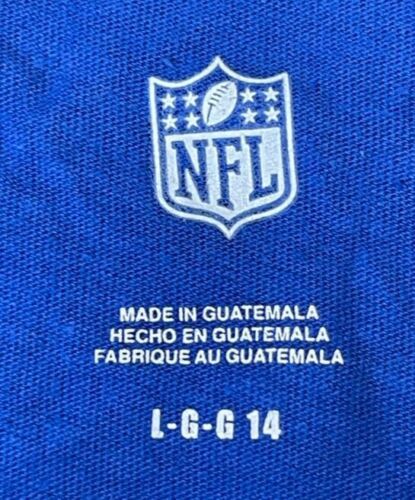 NFL
MADE IN GUATEMALA
HECHO EN GUATEMALA
FABRIQUE AU GUATEMALA
L-G-G 14